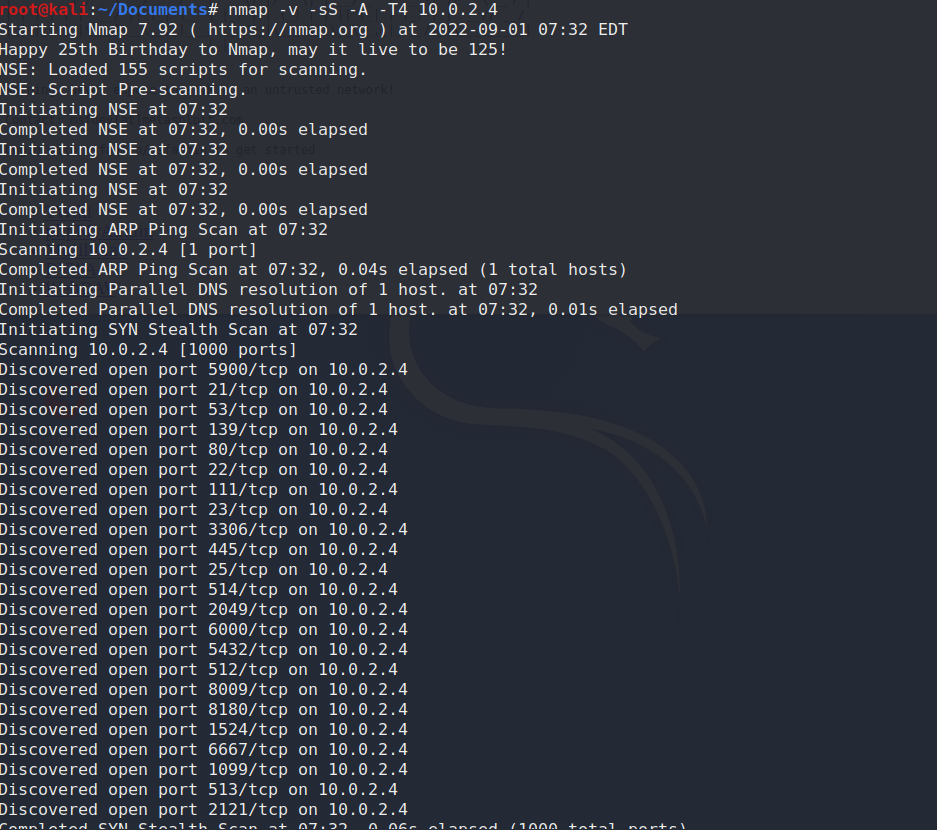 root@kali:~/Documents# nmap -v -sS -A -T4 10.0.2.4
Starting Nmap 7.92 ( https://nmap.org ) at 2022-09-01 07:32 EDT
Happy 25th Birthday to Nmap, may it live to be 125!
NSE: Loaded 155 scripts for scanning.
NSE: Script Pre-scanning.
an untrusted network!
Initiating NSE at 07:32
Completed NSE at 07:32, 0.00s elapsed
Initiating NSE at 07:32
get started
Completed NSE at 07:32, 0.00s elapsed
Initiating NSE at 07:32
Completed NSE at 07:32, 0.00s elapsed
Initiating ARP Ping Scan at 07:32
Scanning 10.0.2.4 [1 port]
Completed ARP Ping Scan at 07:32, 0.04s elapsed (1 total hosts)
Initiating Parallel DNS resolution of 1 host. at 07:32
Completed Parallel DNS resolution of 1 host. at 07:32, 0.01s elapsed
Initiating SYN Stealth Scan at 07:32
Scanning 10.0.2.4 [1000 ports]
Discovered open port 5900/tcp on 10.0.2.4
Discovered open port 21/tcp on 10.0.2.4
Discovered open port 53/tcp on 10.0.2.4
Discovered open port 139/tcp on 10.0.2.4
Discovered open port 80/tcp on 10.0.2.4
Discovered open port 22/tcp on 10.0.2.4
Discovered open port 111/tcp on 10.0.2.4
Discovered open port 23/tcp on 10.0.2.4
Discovered open port 3306/tcp on 10.0.2.4
Discovered open port 445/tcp on 10.0.2.4
Discovered open port 25/tcp on 10.0.2.4
Discovered open port 514/tcp on 10.0.2.4
Discovered open port 2049/tcp on 10.0.2.4
Discovered open port 6000/tcp on 10.0.2.4
Discovered open port 5432/tcp on 10.0.2.4
Discovered open port 512/tcp on 10.0.2.4
Discovered open port 8009/tcp on 10.0.2.4
Discovered open port 8180/tcp on 10.0.2.4
Discovered open port 1524/tcp on 10.0.2.4
Discovered open port 6667/tcp on 10.0.2.4
Discovered open port 1099/tcp on 10.0.2.4
Discovered open port 513/tcp on 10.0.2.4
Discovered open port 2121/tcp on 10.0.2.4
Completed SYN Stealth Scan at 07:32, 0.06s elapsed (1000 total ports)